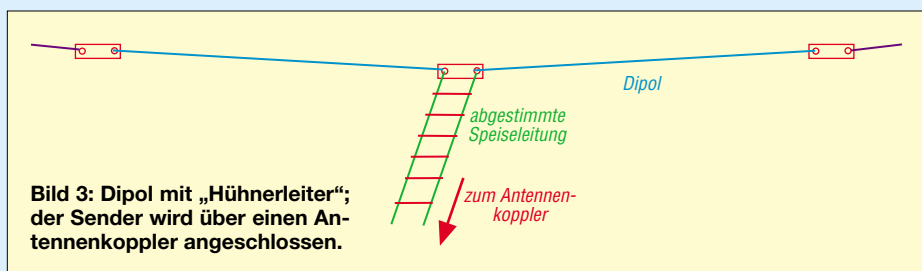 Dipol
abgestimmte
Speiseleitung
Bild 3: Dipol mit „Hühnerleiter“;
der Sender wird über einen An-
tennenkoppler angeschlossen.
zum Antennen-
koppler